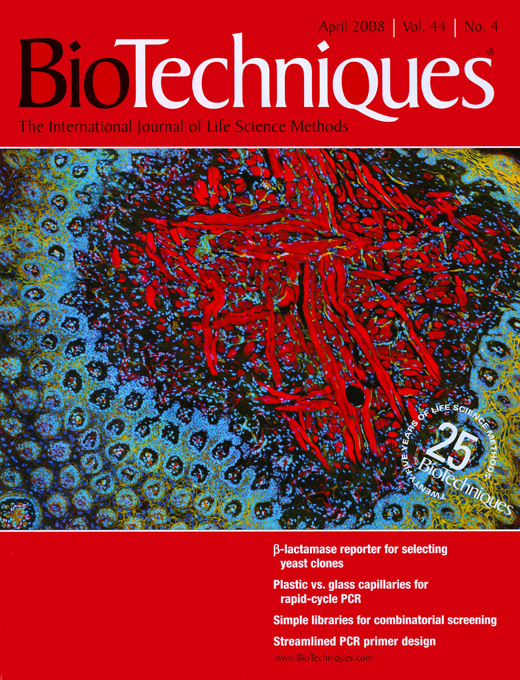 April 2008 | Vol. 44 | No. 4
BioTechniques®
The International Journal of Life Science Methods
TWENTY-FIVE YEARS OF LIFE SCIENCE METHODS
25
BioTechniques
β-lactamase reporter for selecting
yeast clones
Plastic vs. glass capillaries for
rapid-cycle PCR
Simple libraries for combinatorial screening
Streamlined PCR primer design
www.BioTechniques.com